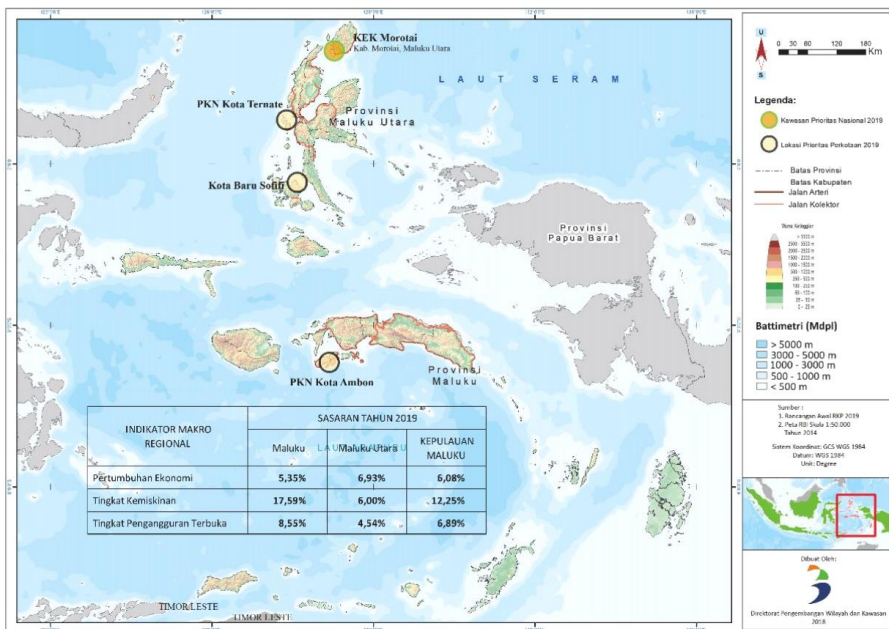 KEK Morotai
Kab. Morotai, Maluku Utara
LAUT SERAM
PKN Kota Ternate
Provinsi
Maluku Utara
Kota Baru Sofifi
Provinsi
Papua Barat
Provinsi
Maluku
PKN Kota Ambon
INDIKATOR MAKRO REGIONAL
SASARAN TAHUN 2019
Maluku Maluku Utara KEPULAUAN MALUKU
Pertumbuhan Ekonomi 5,35% 6,93% 6,08%
Tingkat Kemiskinan 17,59% 6,00% 12,25%
Tingkat Pengangguran Terbuka 8,55% 4,54% 6,89%
TIMOR LESTE
TIMOR LESTE
U
S
0 30 60 120 180
Km
Legenda:
Kawasan Prioritas Nasional 2019
Lokasi Prioritas Perkotaan 2019
Batas Provinsi
Batas Kabupaten
Jalan Arteri
Jalan Kolektor
Battimetri (Mdpl)
> 5000 m
3000 - 5000 m
1000 - 3000 m
500 - 1000 m
< 500 m
Sumber :
1. Rancangan Awal RKP 2019
2. Peta RBI Skala 1:50.000
Tahun 2014
Sistem Koordinat: GCS WGS 1984
Datum: WGS 1984
Unit: Degree
Dibuat Oleh:
Direktorat Pengembangan Wilayah dan Kawasan
2018